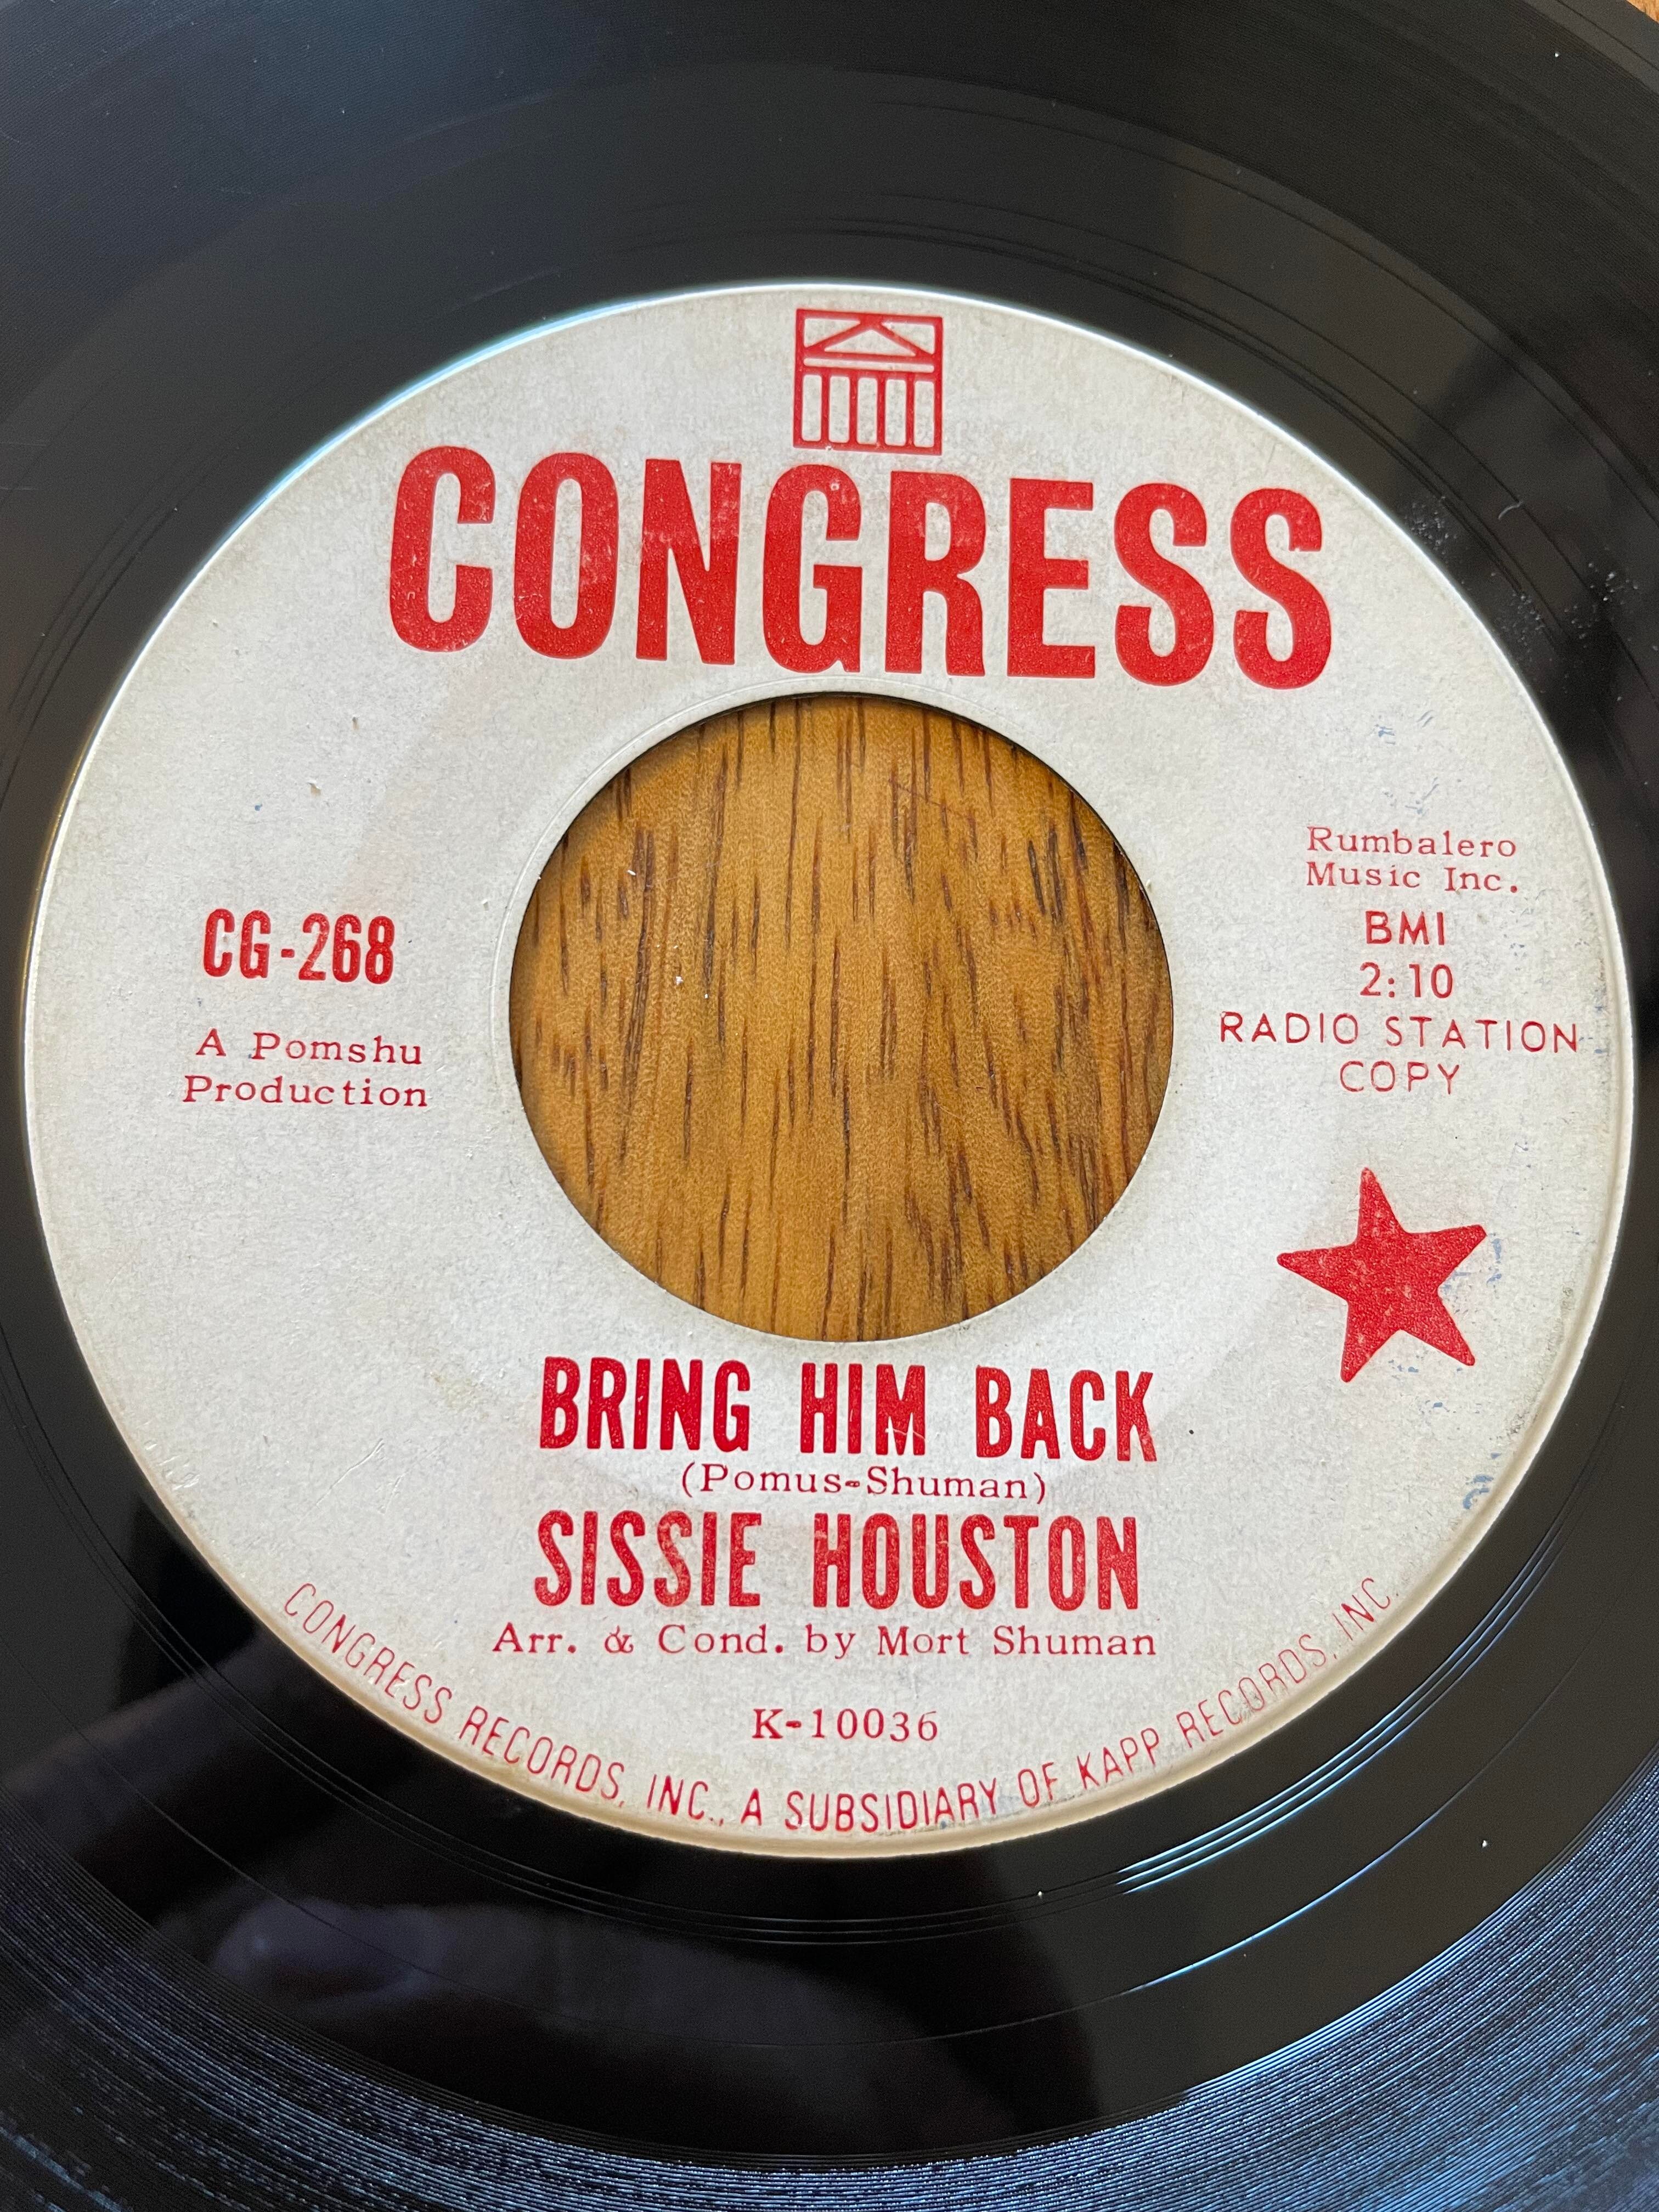 CONGRESS
CG-268
A Pomshu
Production
Rumbalero
Music Inc.
BMI
2:10
RADIO STATION
COPY
BRING HIM BACK
(Pomus-Shuman)
SISSIE HOUSTON
Arr. & Cond. by Mort Shuman
K-10036
CONGRESS RECORDS, INC., A SUBSIDIARY OF KAPP RECORDS, INC.